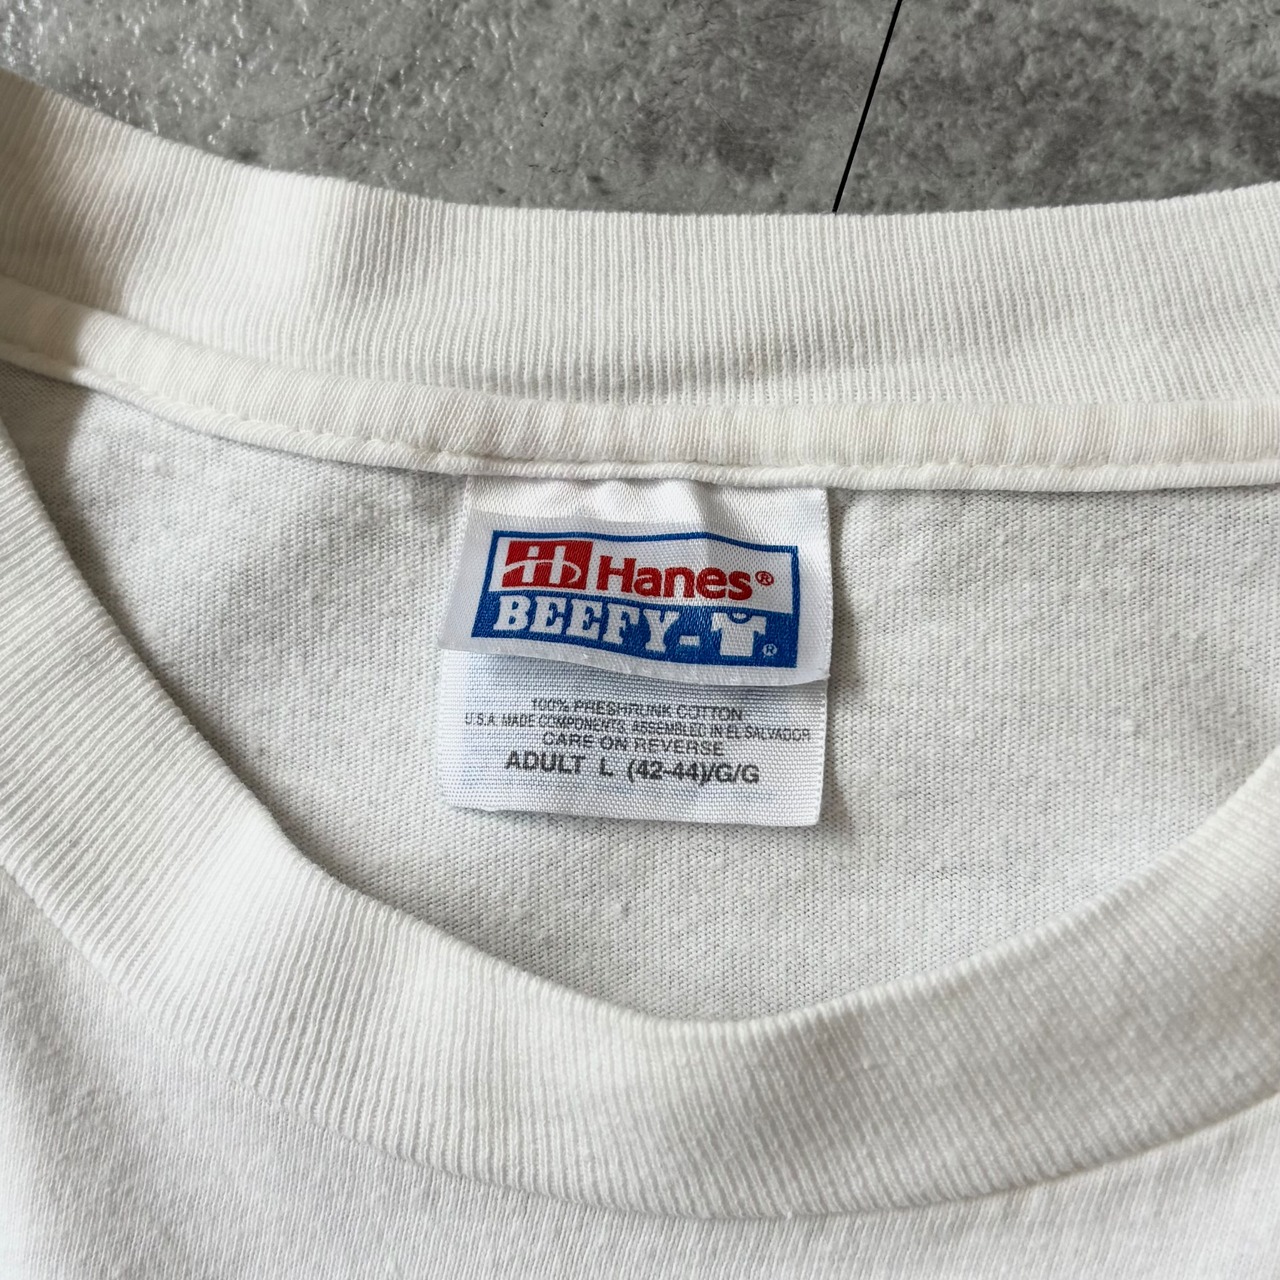 Hanes®
BEEFY-T®
100% PRESHRUNK COTTON
U.S.A. MADE COMPONENTS, ASSEMBLED IN EL SALVADOR
CARE ON REVERSE
ADULT L (42-44)/G/G